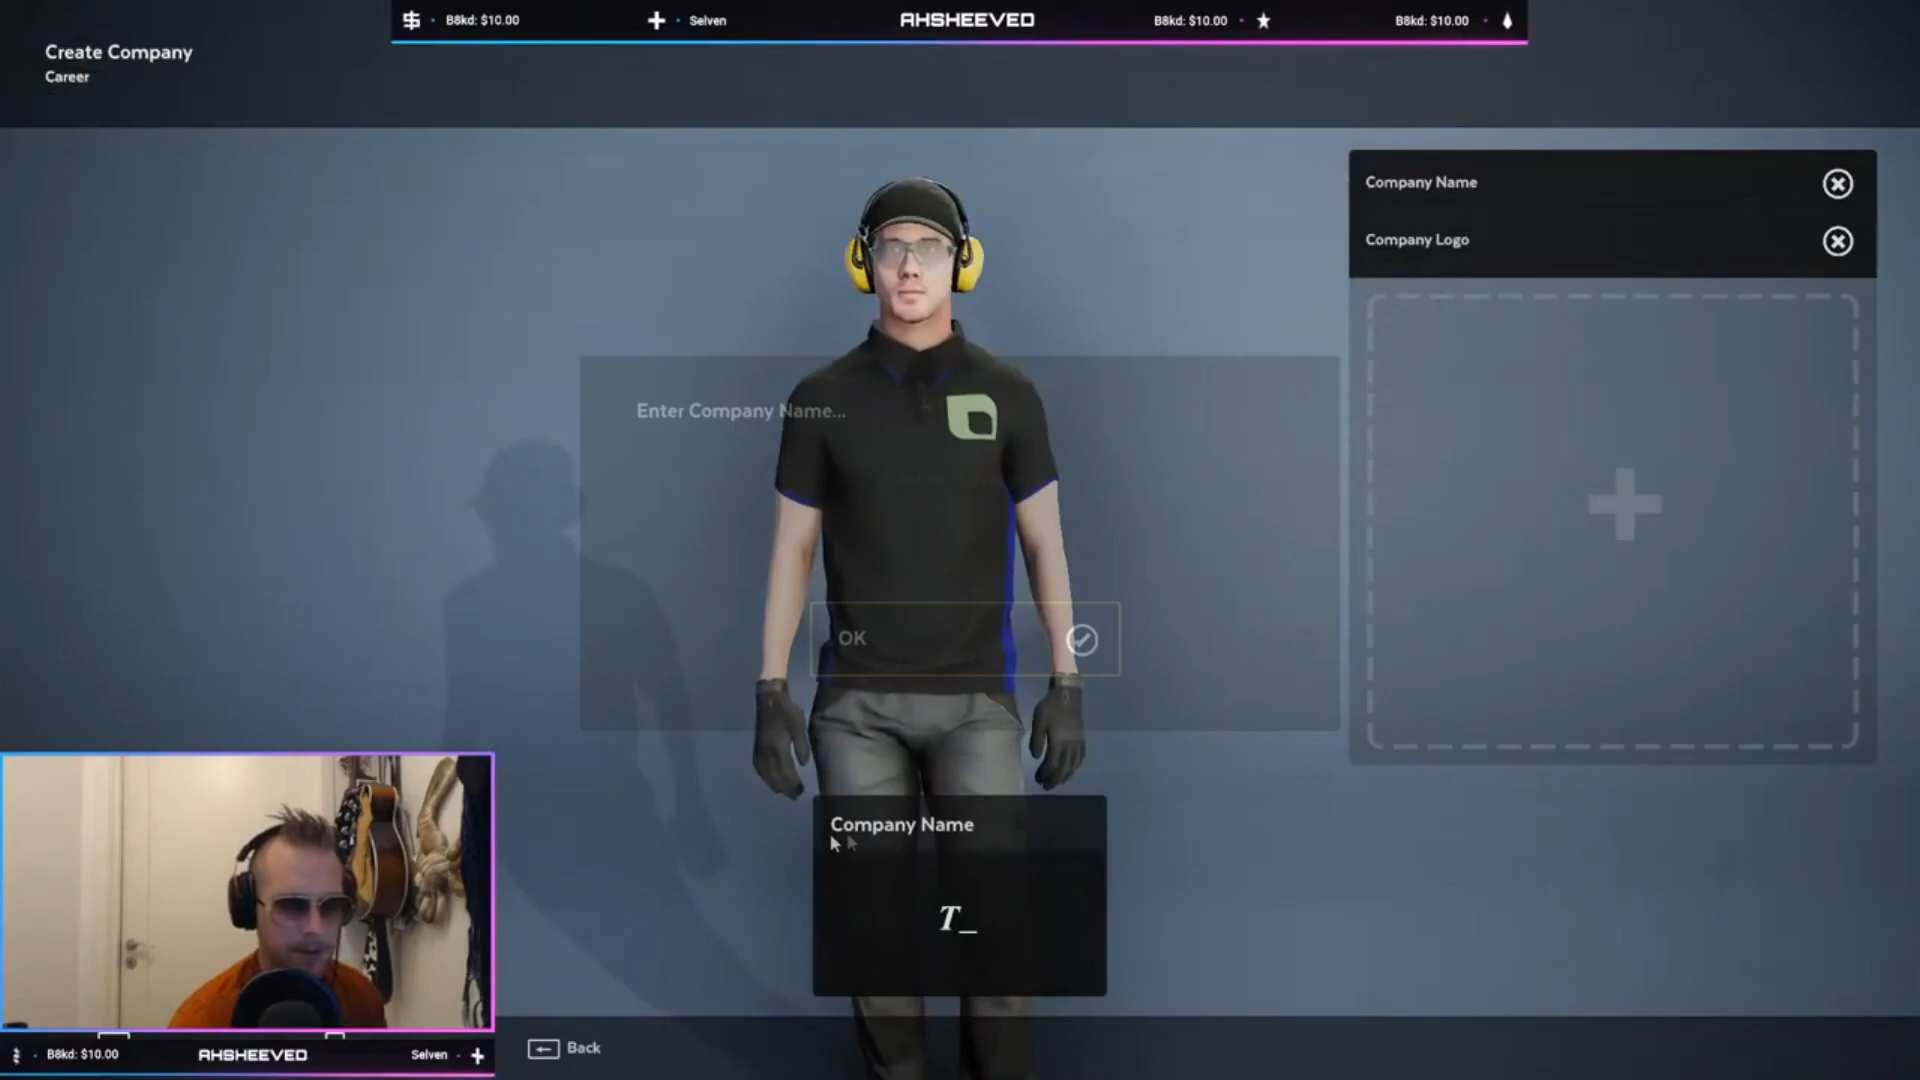 B8kd: $10.00
Selven
AHSHEEVED
B8kd: $10.00
B8kd: $10.00
Create Company
Career
Company Name
Company Logo
Enter Company Name...
OK
Company Name
T_
B8kd: $10.00
AHSHEEVED
Selven
Back